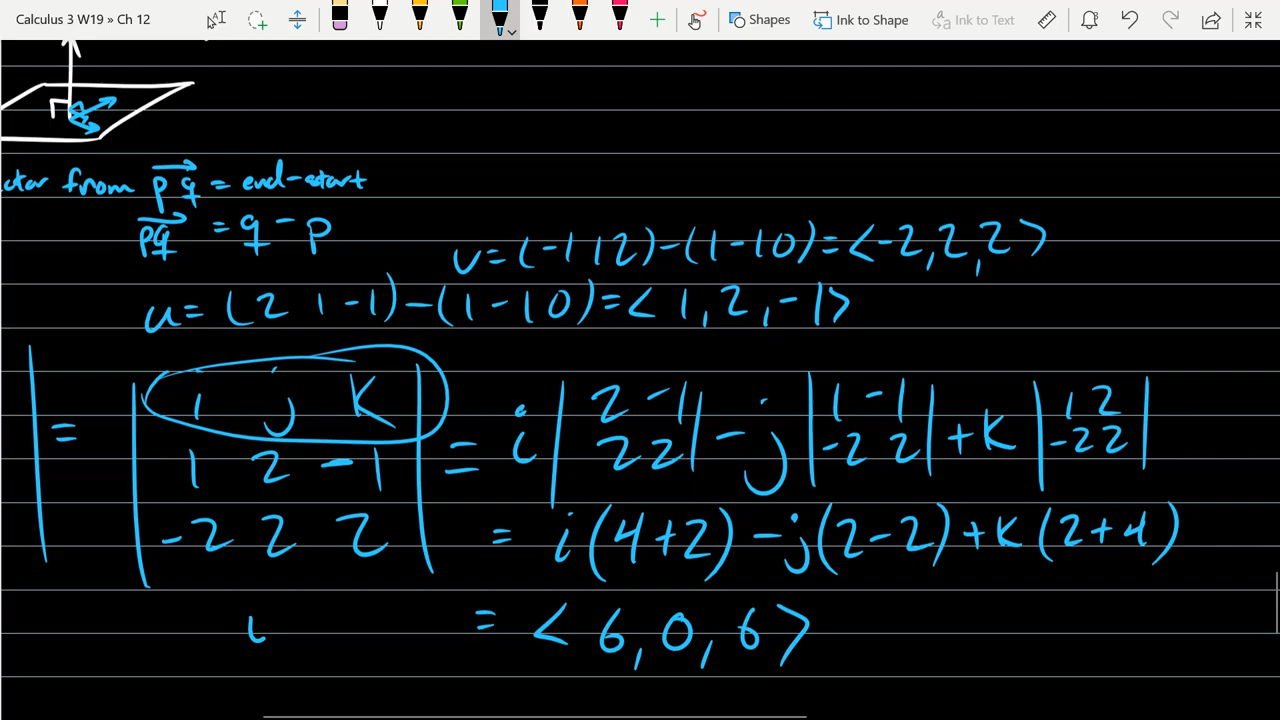 Calculus 3 W19 » Ch 12
Shapes
Ink to Shape
Ink to Text
from pq = end-start
pq = q - p
v = (-1 1 2) - (1 -1 0) = < -2, 2, 2 >
u = (2 1 -1) - (1 -1 0) = < 1, 2, -1 >
| = | i j k | = i | 2 -1 | - j | 1 -1 | + k | 1 2 |
1 2 -1 2 2 -2 2 -2 2
-2 2 2 = i(4+2) - j(2-2) + k(2+4)
= < 6, 0, 6 >